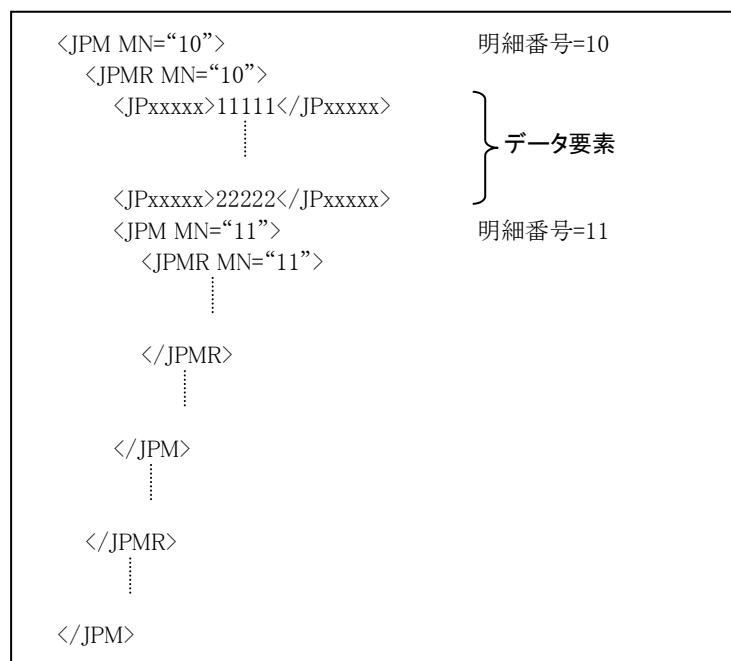 <JPM MN=“10”> 明細番号=10
<JPMR MN=“10”>
<JPxxxxx>11111</JPxxxxx>
データ要素
<JPxxxxx>22222</JPxxxxx>
<JPM MN=“11”> 明細番号=11
<JPMR MN=“11”>
</JPMR>
</JPM>
</JPMR>
</JPM>